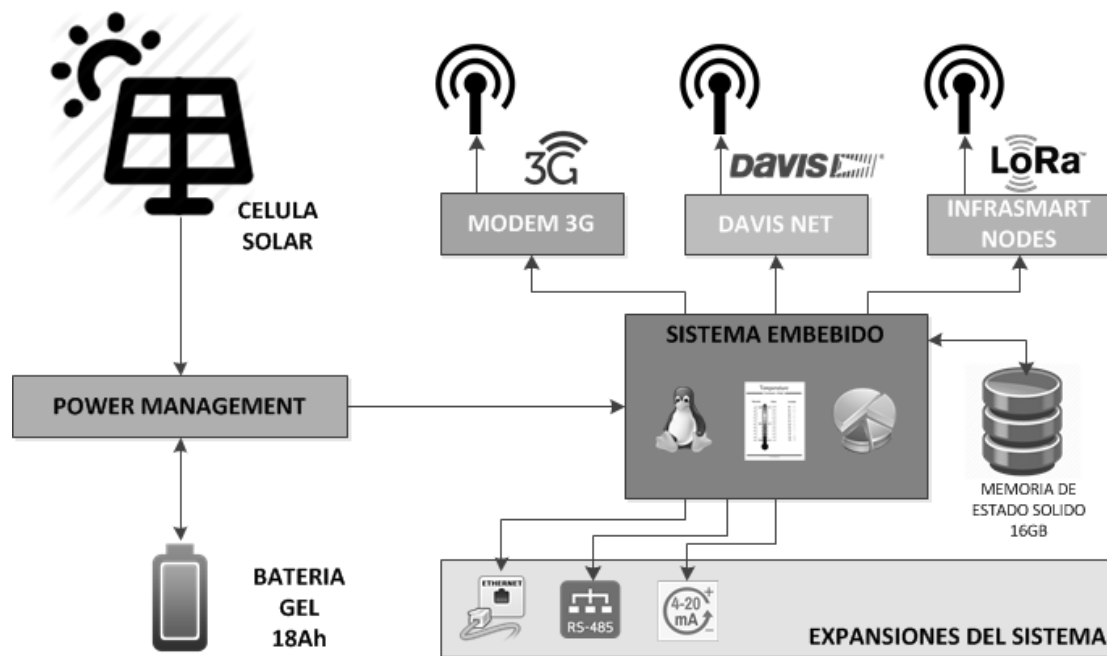 3G
DAVIS
LoRa
CELULA
SOLAR
MODEM 3G
DAVIS NET
INFRASMART
NODES
SISTEMA EMBEBIDO
Temperature
POWER MANAGEMENT
MEMORIA DE
ESTADO SOLIDO
16GB
BATERIA
GEL
18Ah
ETHERNET
RS-485
4-20
mA
+
-
EXPANSIONES DEL SISTEMA